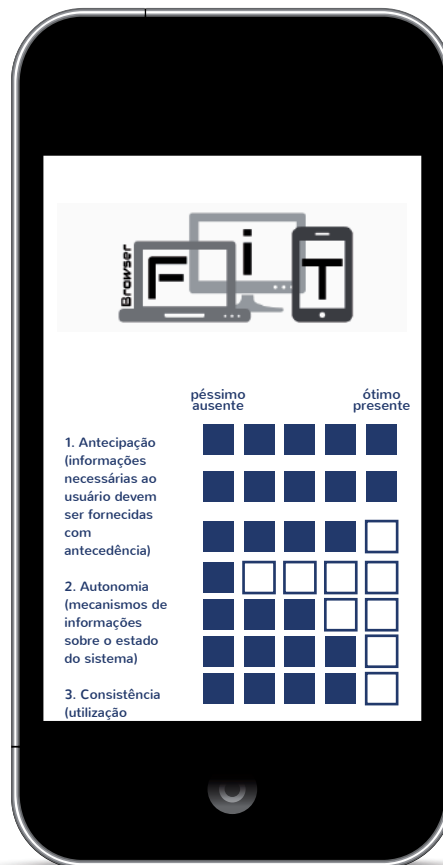 Browser
FiT
péssimo
ausente
ótimo
presente
1. Antecipação
(informações
necessárias ao
usuário devem
ser fornecidas
com
antecedência)
2. Autonomia
(mecanismos de
informações
sobre o estado
do sistema)
3. Consistência
(utilização